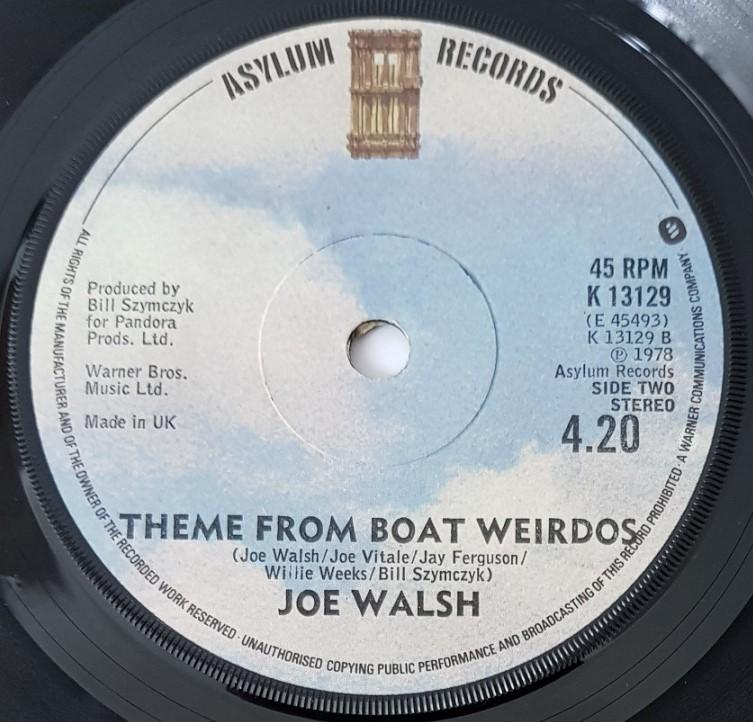 ASYLUM RECORDS
Produced by
Bill Szymczyk
for Pandora
Prods. Ltd.
Warner Bros.
Music Ltd.
Made in UK
45 RPM
K 13129
(E 45493)
K 13129 B
Ⓟ 1978
Asylum Records
SIDE TWO
STEREO
4.20
THEME FROM BOAT WEIRDOS
(Joe Walsh/Joe Vitale/Jay Ferguson/
Willie Weeks/Bill Szymczyk)
JOE WALSH
ALL RIGHTS OF THE MANUFACTURER AND OF THE OWNER OF THE RECORDED WORK RESERVED · UNAUTHORISED COPYING PUBLIC PERFORMANCE AND BROADCASTING OF THIS RECORD PROHIBITED · A WARNER COMMUNICATIONS COMPANY ·